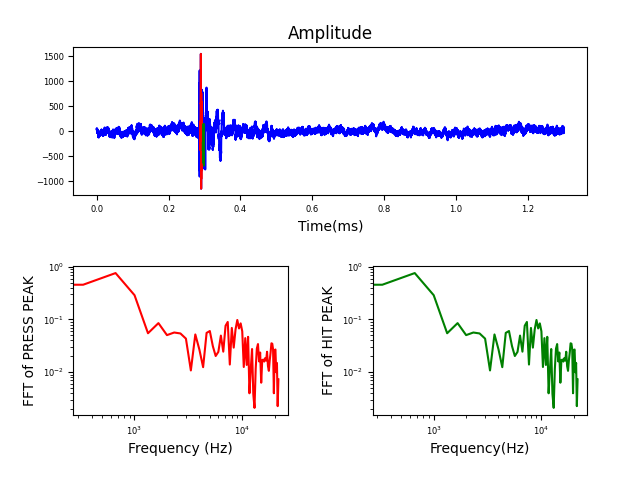 Amplitude
1500
1000
500
0
−500
−1000
0.0 0.2 0.4 0.6 0.8 1.0 1.2
Time(ms)
FFT of PRESS PEAK
10⁰
10⁻¹
10⁻²
10³ 10⁴
Frequency (Hz)
FFT of HIT PEAK
10⁰
10⁻¹
10⁻²
10³ 10⁴
Frequency(Hz)